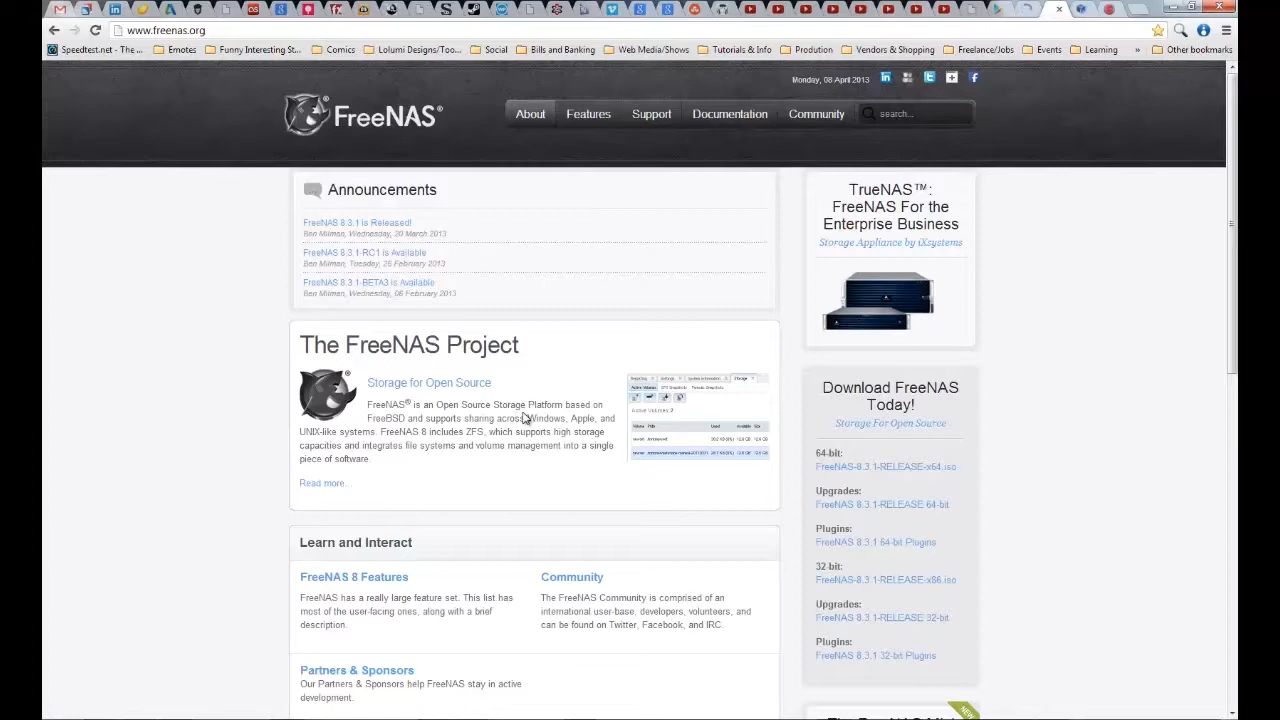 www.freenas.org
Speedtest.net - The ...
Emotes
Funny Interesting St...
Comics
Lolumi Designs/Too...
Social
Bills and Banking
Web Media/Shows
Tutorials & Info
Prodution
Vendors & Shopping
Freelance/Jobs
Events
Learning
»
Other bookmarks
Monday, 08 April 2013
FreeNAS®
About
Features
Support
Documentation
Community
search...
Announcements
FreeNAS 8.3.1 is Released!
Ben Milman, Wednesday, 20 March 2013
FreeNAS 8.3.1-RC1 is Available
Ben Milman, Tuesday, 26 February 2013
FreeNAS 8.3.1-BETA3 is Available
Ben Milman, Wednesday, 06 February 2013
The FreeNAS Project
Storage for Open Source
FreeNAS® is an Open Source Storage Platform based on
FreeBSD and supports sharing across Windows, Apple, and
UNIX-like systems. FreeNAS 8 includes ZFS, which supports high storage
capacities and integrates file systems and volume management into a single
piece of software.
Read more...
Active Volumes
Learn and Interact
FreeNAS 8 Features
FreeNAS has a really large feature set. This list has
most of the user-facing ones, along with a brief
description.
Community
The FreeNAS Community is comprised of an
international user-base, developers, volunteers, and
can be found on Twitter, Facebook, and IRC.
Partners & Sponsors
Our Partners & Sponsors help FreeNAS stay in active
development.
TrueNAS™:
FreeNAS For the
Enterprise Business
Storage Appliance by iXsystems
Download FreeNAS
Today!
Storage For Open Source
64-bit:
FreeNAS-8.3.1-RELEASE-x64.iso
Upgrades:
FreeNAS 8.3.1-RELEASE 64-bit
Plugins:
FreeNAS 8.3.1 64-bit Plugins
32-bit:
FreeNAS-8.3.1-RELEASE-x86.iso
Upgrades:
FreeNAS 8.3.1-RELEASE 32-bit
Plugins:
FreeNAS 8.3.1 32-bit Plugins
NEW